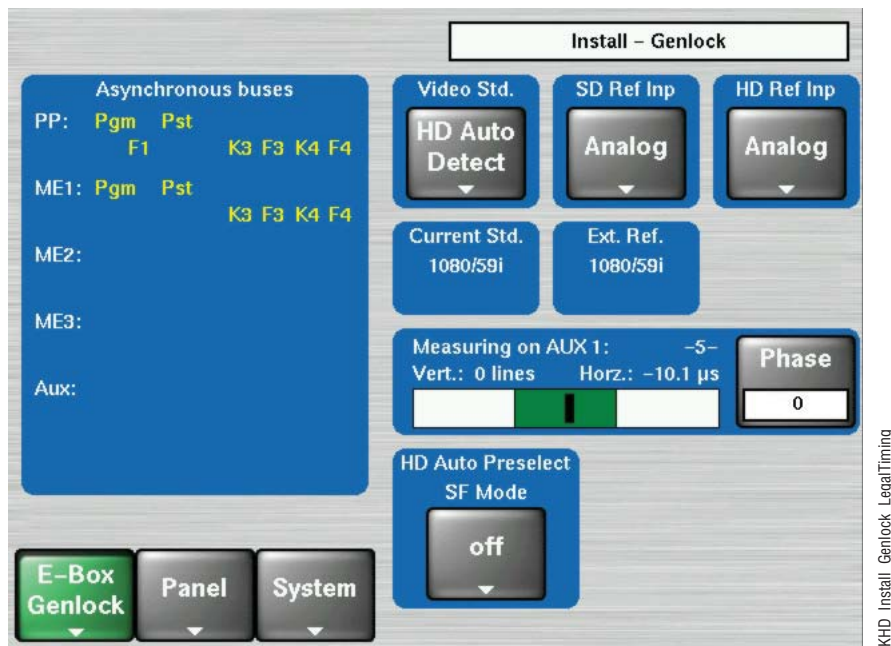 Install – Genlock
Asynchronous buses
PP: Pgm Pst
F1 K3 F3 K4 F4
ME1: Pgm Pst
K3 F3 K4 F4
ME2:
ME3:
Aux:
Video Std.
HD Auto
Detect
SD Ref Inp
Analog
HD Ref Inp
Analog
Current Std.
1080/59i
Ext. Ref.
1080/59i
Measuring on AUX 1: –5–
Vert.: 0 lines Horz.: –10.1 µs
Phase
0
HD Auto Preselect
SF Mode
off
E–Box
Genlock
Panel
System
KHD Install Genlock LegalTiming